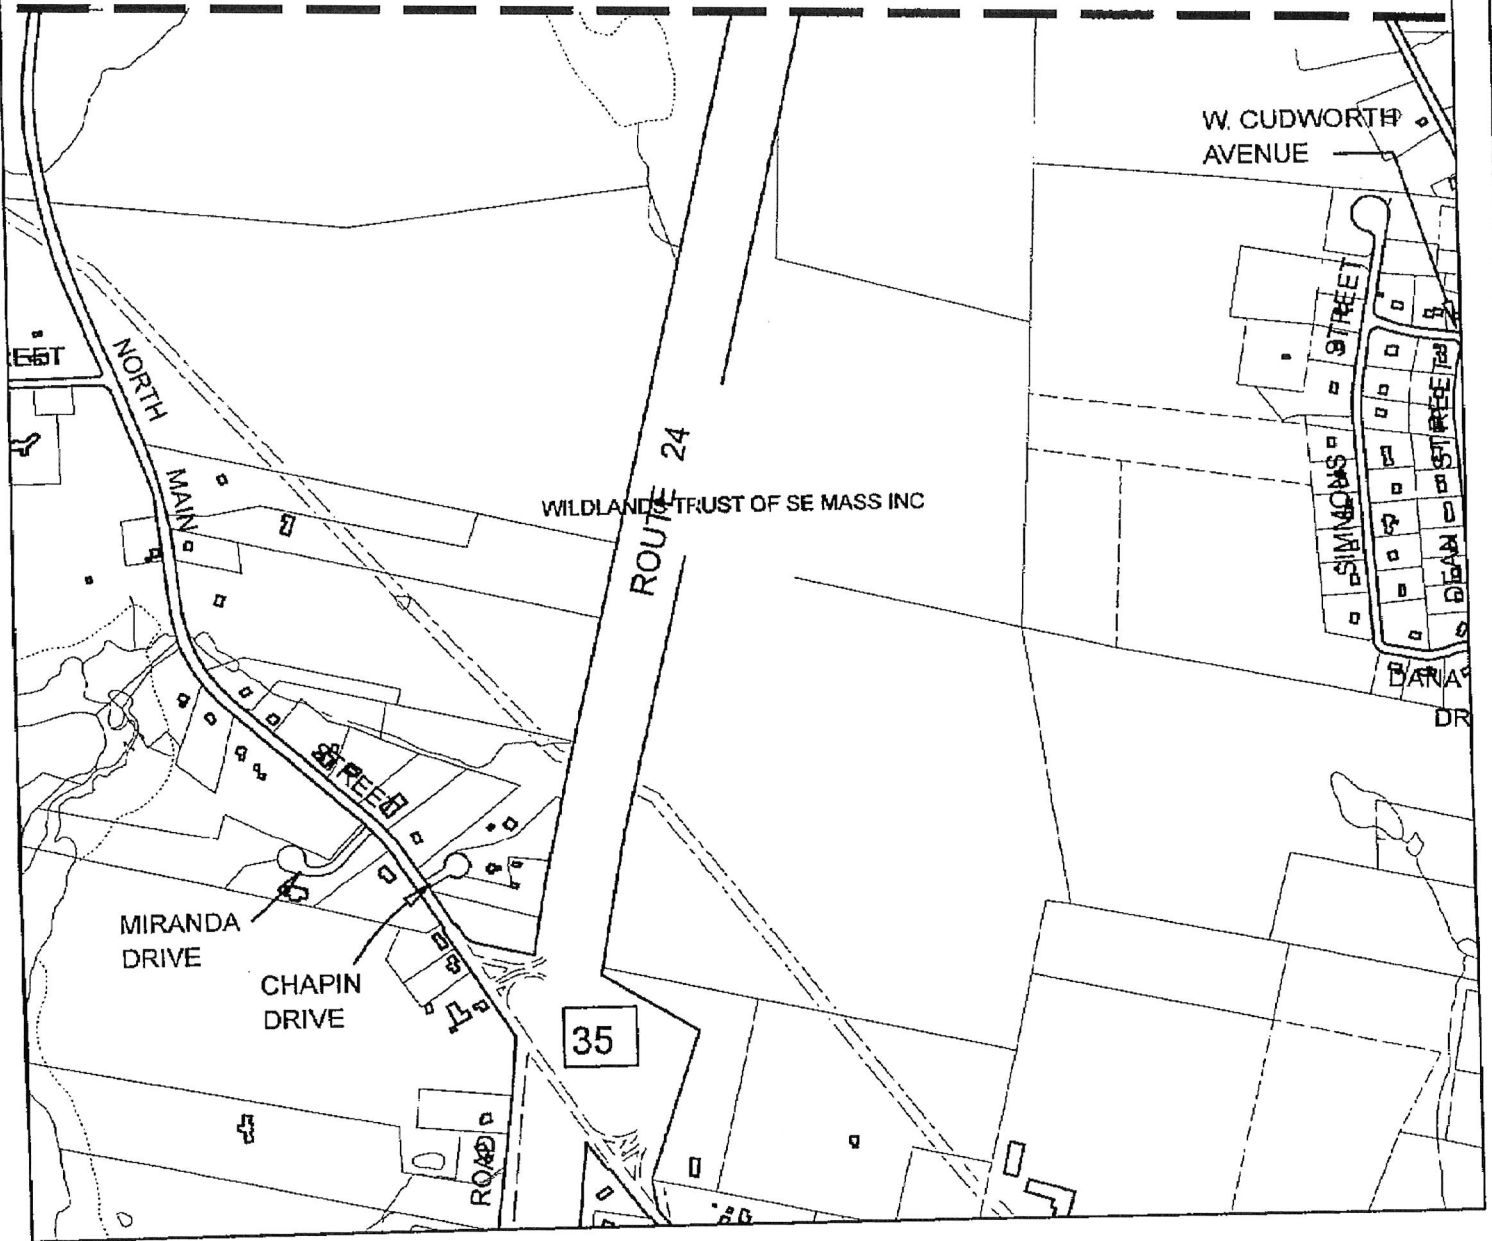 W. CUDWORTH
AVENUE
STREET
EET
NORTH
MAIN
STREET
ROUTE 24
WILDLANDS TRUST OF SE MASS INC
SIMMONS
STREET
DEAN
DANA
DR
MIRANDA
DRIVE
CHAPIN
DRIVE
35
ROAD